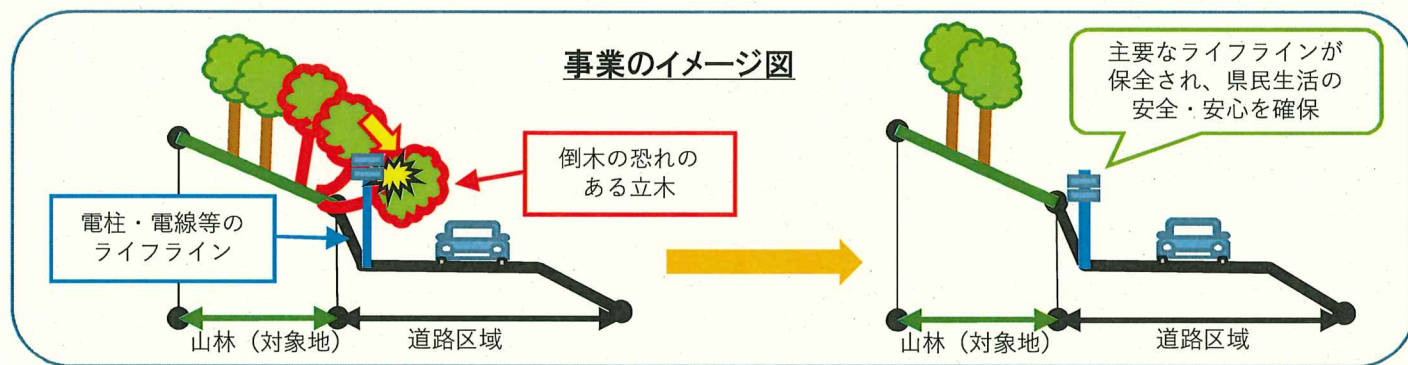 事業のイメージ図
倒木の恐れの
ある立木
電柱・電線等の
ライフライン
山林（対象地）
道路区域
主要なライフラインが
保全され、県民生活の
安全・安心を確保
山林（対象地）
道路区域